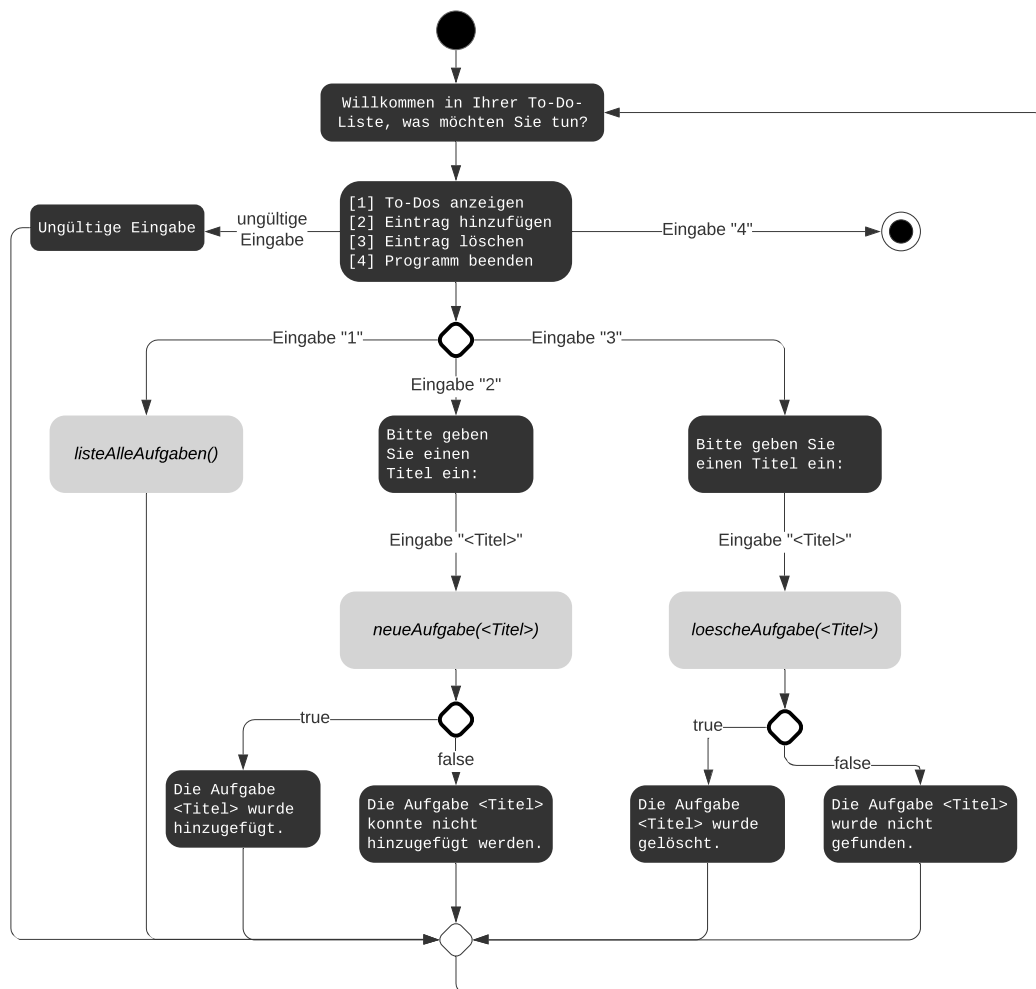 Willkommen in Ihrer To-Do-
Liste, was möchten Sie tun?
[1] To-Dos anzeigen
[2] Eintrag hinzufügen
[3] Eintrag löschen
[4] Programm beenden
ungültige
Eingabe
Ungültige Eingabe
Eingabe "4"
Eingabe "1"
Eingabe "3"
Eingabe "2"
listeAlleAufgaben()
Bitte geben
Sie einen
Titel ein:
Bitte geben Sie
einen Titel ein:
Eingabe "<Titel>"
Eingabe "<Titel>"
neueAufgabe(<Titel>)
loescheAufgabe(<Titel>)
true
false
true
false
Die Aufgabe
<Titel> wurde
hinzugefügt.
Die Aufgabe <Titel>
konnte nicht
hinzugefügt werden.
Die Aufgabe
<Titel> wurde
gelöscht.
Die Aufgabe <Titel>
wurde nicht
gefunden.